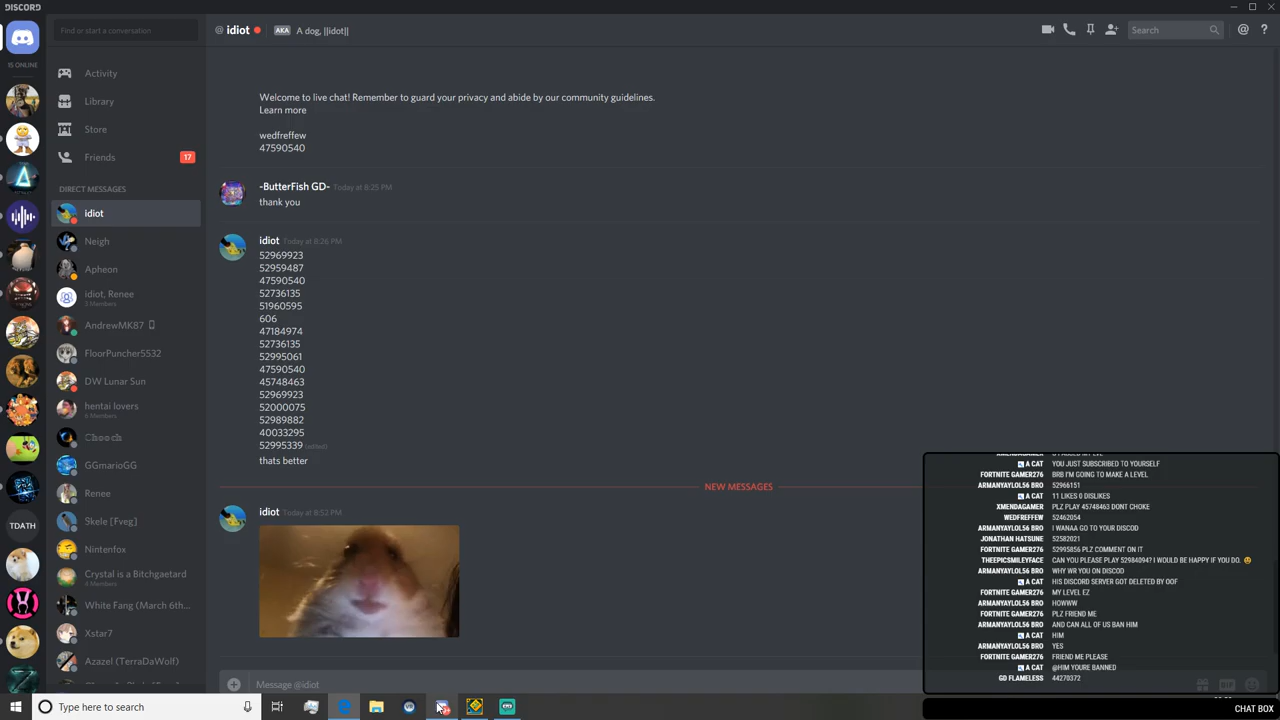 DISCORD
Find or start a conversation
@ idiot
AKA
A dog, ||idot||
Search
15 ONLINE
TDATH
Activity
Library
Store
Friends
17
DIRECT MESSAGES
idiot
Neigh
Apheon
idiot, Renee
3 Members
AndrewMK87
FloorPuncher5532
DW Lunar Sun
hentai lovers
6 Members
Chooch
GGmarioGG
Renee
Skele [Fveg]
Nintenfox
Crystal is a Bitchgaetard
4 Members
White Fang (March 6th...
Xstar7
Azazel (TerraDaWolf)
Welcome to live chat! Remember to guard your privacy and abide by our community guidelines.
Learn more
wedfreffew
47590540
-ButterFish GD- Today at 8:25 PM
thank you
idiot Today at 8:26 PM
52969923
52959487
47590540
52736135
51960595
606
47184974
52736135
52995061
47590540
45748463
52969923
52000075
52989882
40033295
52995339 (edited)
thats better
NEW MESSAGES
idiot Today at 8:52 PM
Message @idiot
GIF
A CAT YOU JUST SUBSCRIBED TO YOURSELF
FORTNITE GAMER276 BRB I'M GOING TO MAKE A LEVEL
ARMANYAYLOL56 BRO 52966151
A CAT 11 LIKES 0 DISLIKES
XMENDAGAMER PLZ PLAY 45748463 DONT CHOKE
WEDFREFFEW 52462054
ARMANYAYLOL56 BRO I WANAA GO TO YOUR DISCOD
JONATHAN HATSUNE 52582021
FORTNITE GAMER276 52995856 PLZ COMMENT ON IT
THEEPICSMILEYFACE CAN YOU PLEASE PLAY 52984094? I WOULD BE HAPPY IF YOU DO.
ARMANYAYLOL56 BRO WHY WR YOU ON DISCORD
A CAT HIS DISCORD SERVER GOT DELETED BY OOF
FORTNITE GAMER276 MY LEVEL EZ
ARMANYAYLOL56 BRO HOWWW
FORTNITE GAMER276 PLZ FRIEND ME
ARMANYAYLOL56 BRO AND CAN ALL OF US BAN HIM
A CAT HIM
ARMANYAYLOL56 BRO YES
FORTNITE GAMER276 FRIEND ME PLEASE
A CAT @HIM YOURE BANNED
GD FLAMELESS 44270372
CHAT BOX
Type here to search